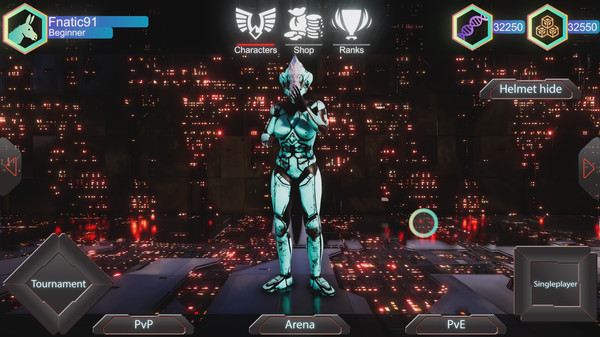 Fnatic91
Beginner
Characters
Shop
Ranks
32250
32550
Helmet hide
Tournament
Singleplayer
PvP
Arena
PvE